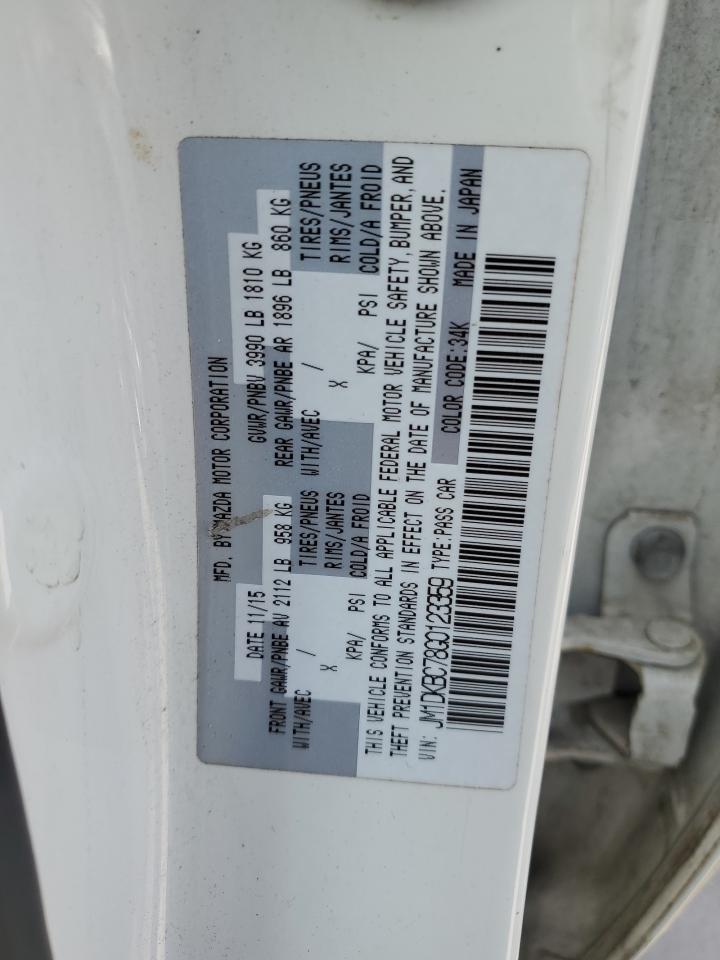 MFD. BY MAZDA MOTOR CORPORATION
DATE 11/15 GVWR/PNBV 3990 LB 1810 KG
FRONT GAWR/PNBE AV 2112 LB 958 KG REAR GAWR/PNBE AR 1896 LB 860 KG
WITH/AVEC / TIRES/PNEUS WITH/AVEC / TIRES/PNEUS
X RIMS/JANTES X RIMS/JANTES
KPA/ PSI COLD/A FROID KPA/ PSI COLD/A FROID
THIS VEHICLE CONFORMS TO ALL APPLICABLE FEDERAL MOTOR VEHICLE SAFETY, BUMPER, AND
THEFT PREVENTION STANDARDS IN EFFECT ON THE DATE OF MANUFACTURE SHOWN ABOVE.
VIN: JM1DKBC78G0123359 TYPE:PASS CAR COLOR CODE:34K MADE IN JAPAN